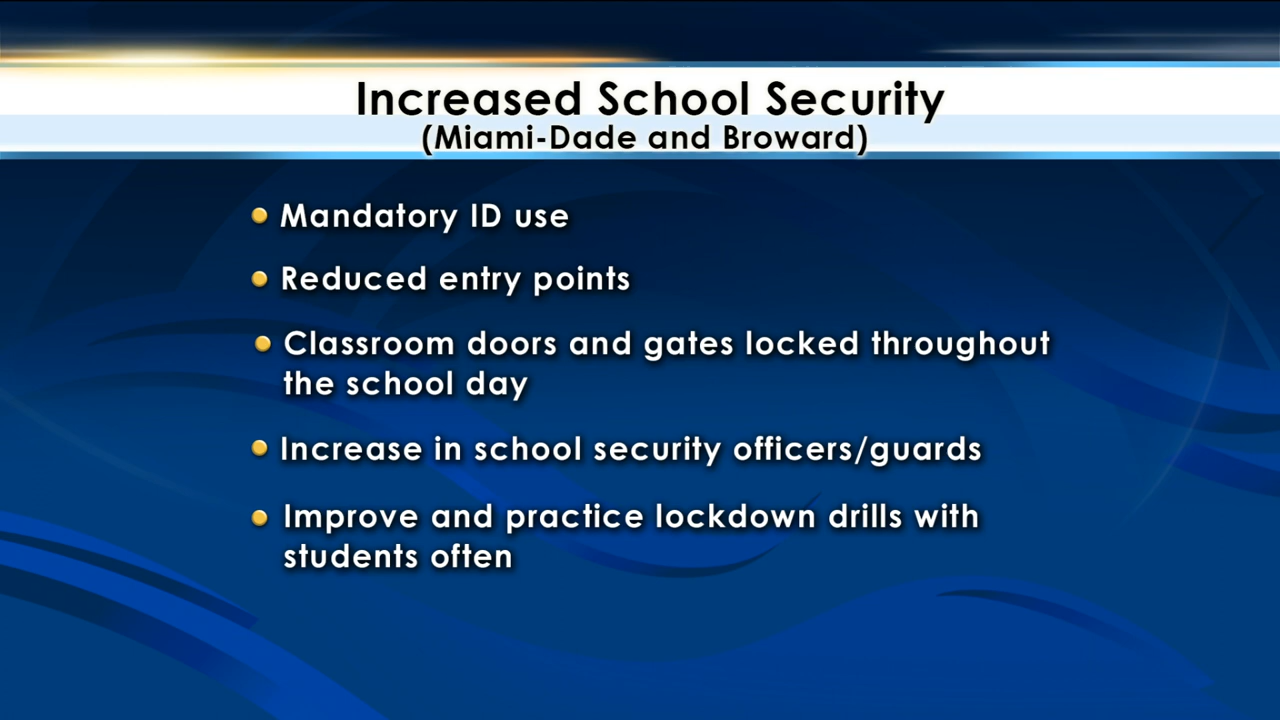 Increased School Security
(Miami-Dade and Broward)
Mandatory ID use
Reduced entry points
Classroom doors and gates locked throughout
the school day
Increase in school security officers/guards
Improve and practice lockdown drills with
students often